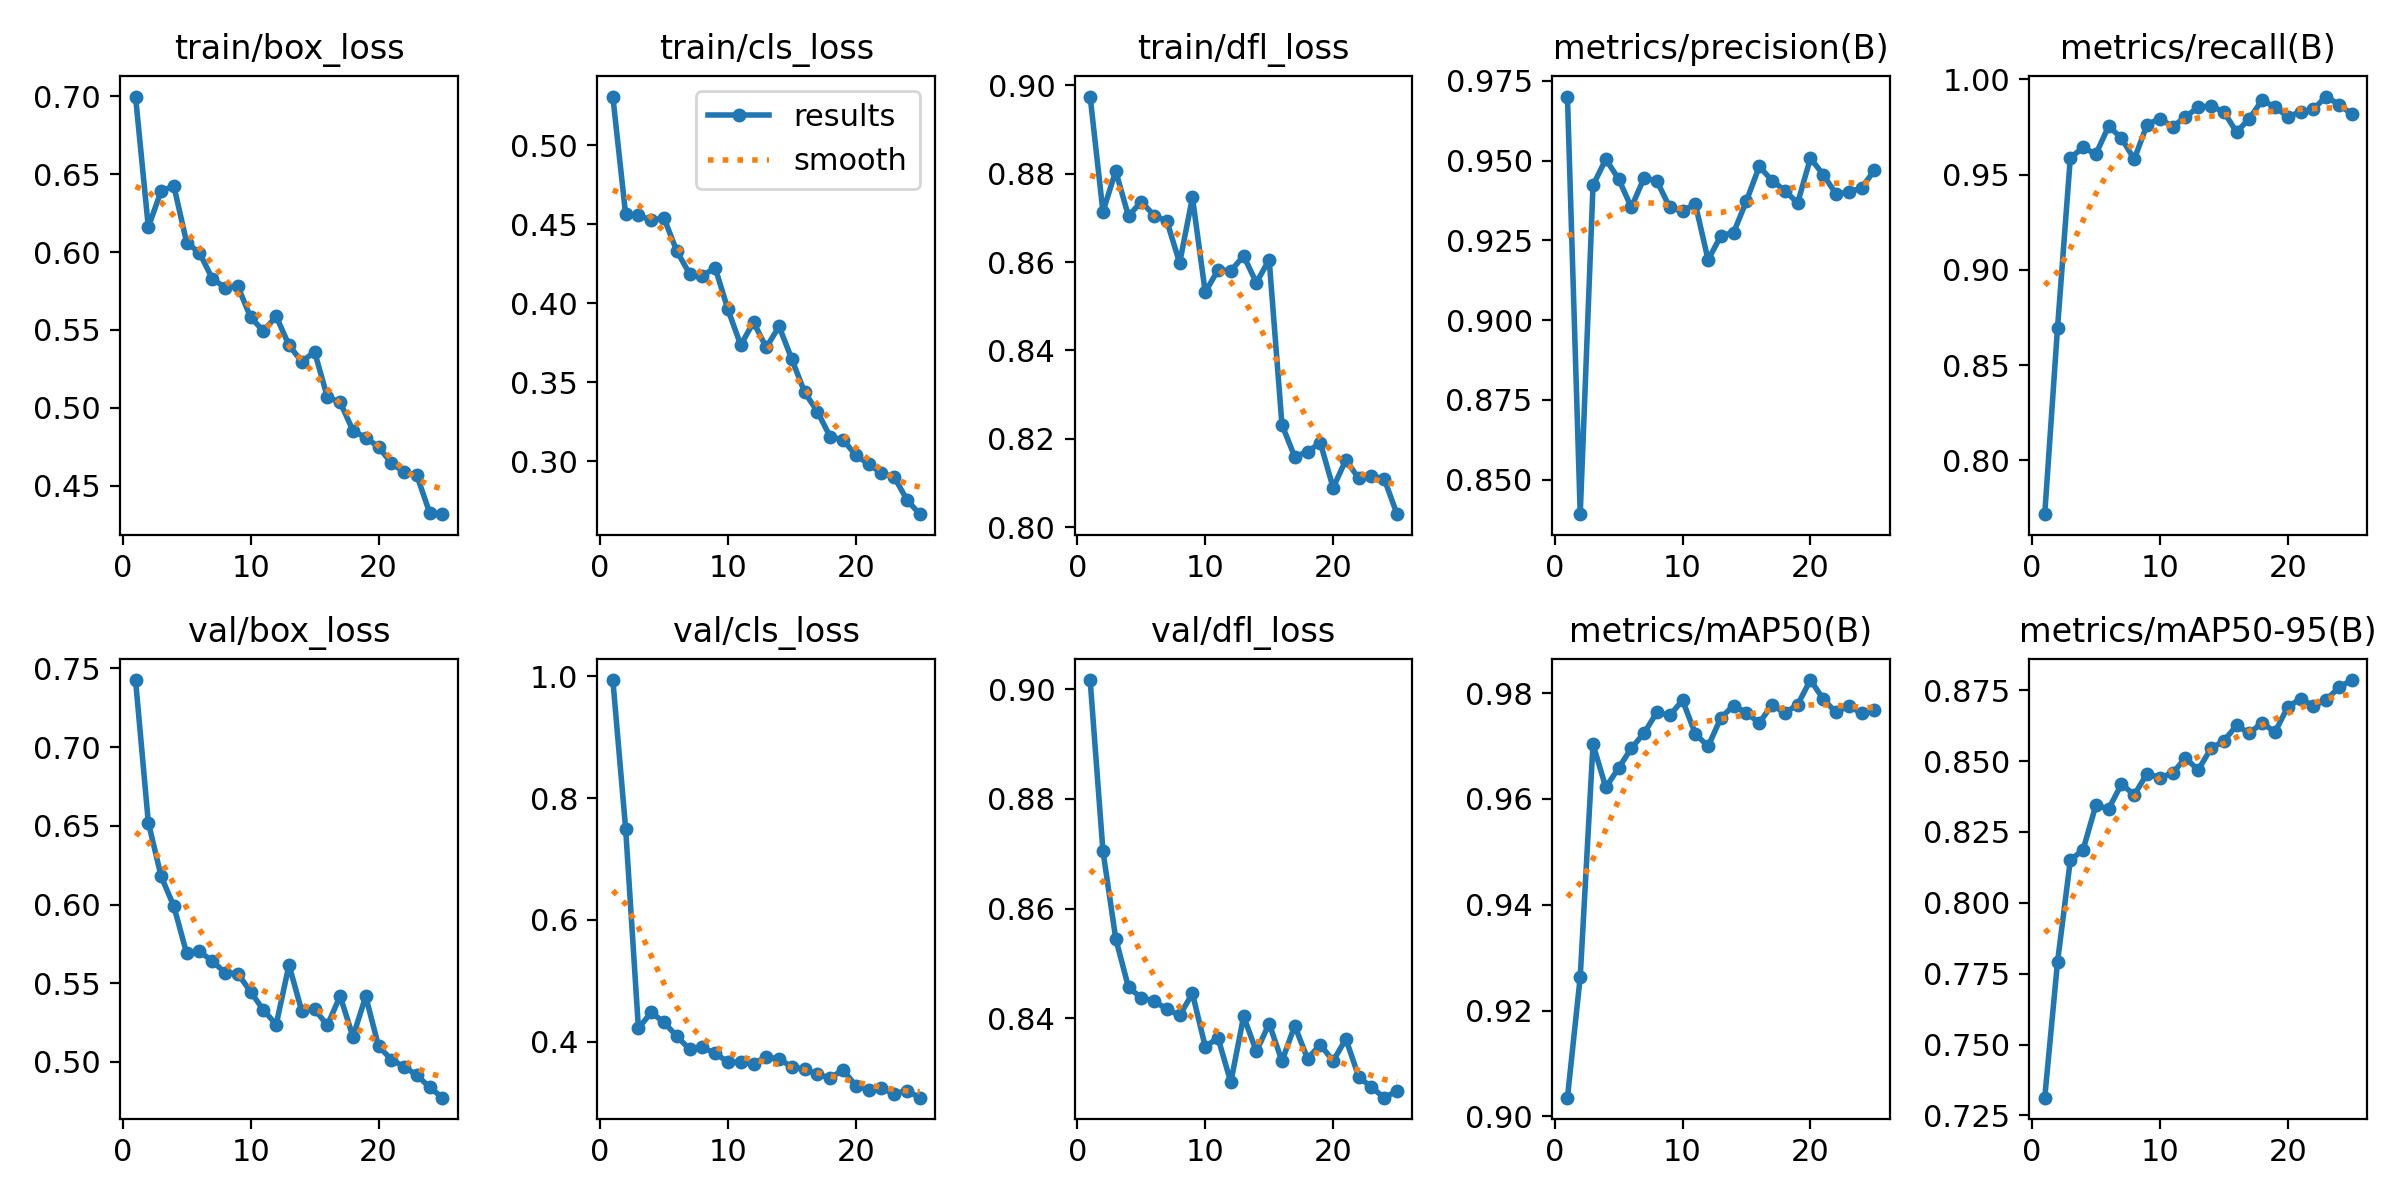 train/box_loss
0.70
0.65
0.60
0.55
0.50
0.45
0 10 20
train/cls_loss
results
smooth
0.50
0.45
0.40
0.35
0.30
0 10 20
train/dfl_loss
0.90
0.88
0.86
0.84
0.82
0.80
0 10 20
metrics/precision(B)
0.975
0.950
0.925
0.900
0.875
0.850
0 10 20
metrics/recall(B)
1.00
0.95
0.90
0.85
0.80
0 10 20
val/box_loss
0.75
0.70
0.65
0.60
0.55
0.50
0 10 20
val/cls_loss
1.0
0.8
0.6
0.4
0 10 20
val/dfl_loss
0.90
0.88
0.86
0.84
0 10 20
metrics/mAP50(B)
0.98
0.96
0.94
0.92
0.90
0 10 20
metrics/mAP50-95(B)
0.875
0.850
0.825
0.800
0.775
0.750
0.725
0 10 20